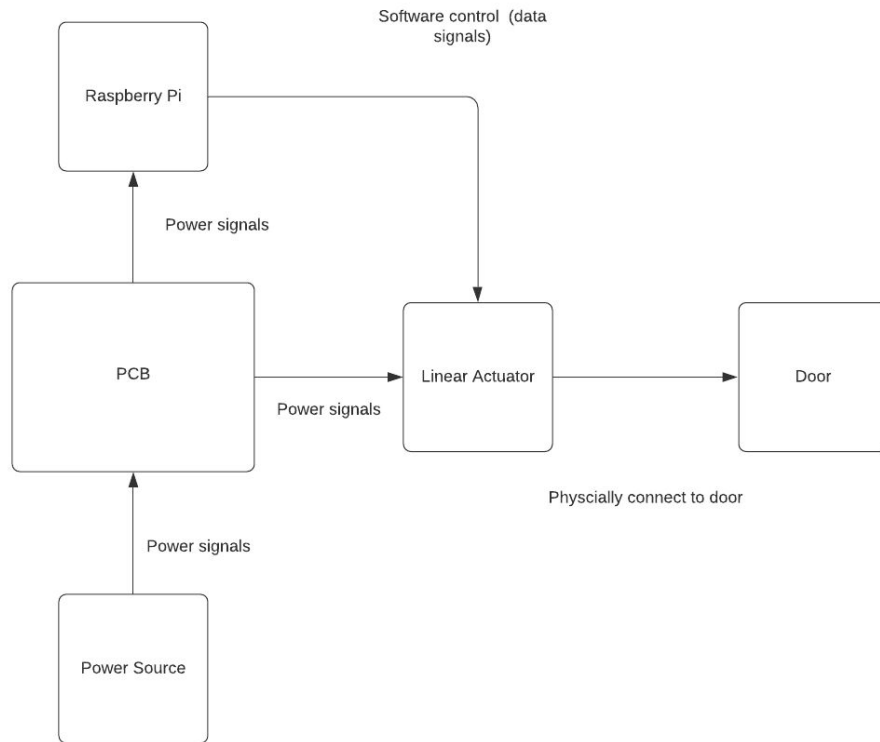 Software control  (data
signals)
Raspberry Pi
Power signals
PCB
Linear Actuator
Door
Power signals
Physcially connect to door
Power signals
Power Source